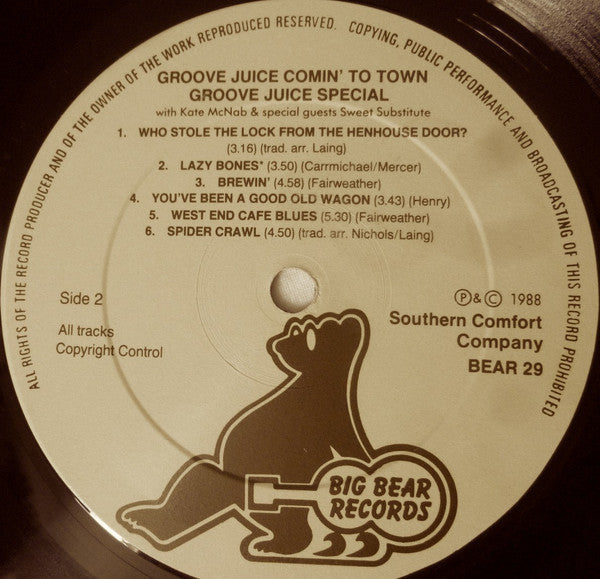 ALL RIGHTS OF THE RECORD PRODUCER AND OF THE OWNER OF THE WORK REPRODUCED RESERVED. COPYING, PUBLIC PERFORMANCE AND BROADCASTING OF THIS RECORD PROHIBITED
GROOVE JUICE COMIN' TO TOWN
GROOVE JUICE SPECIAL
with Kate McNab & special guests Sweet Substitute
1. WHO STOLE THE LOCK FROM THE HENHOUSE DOOR?
(3.16) (trad. arr. Laing)
2. LAZY BONES* (3.50) (Carrmichael/Mercer)
3. BREWIN' (4.58) (Fairweather)
4. YOU'VE BEEN A GOOD OLD WAGON (3.43) (Henry)
5. WEST END CAFE BLUES (5.30) (Fairweather)
6. SPIDER CRAWL (4.50) (trad. arr. Nichols/Laing)
Side 2
All tracks
Copyright Control
Ⓟ&© 1988
Southern Comfort
Company
BEAR 29
BIG BEAR
RECORDS